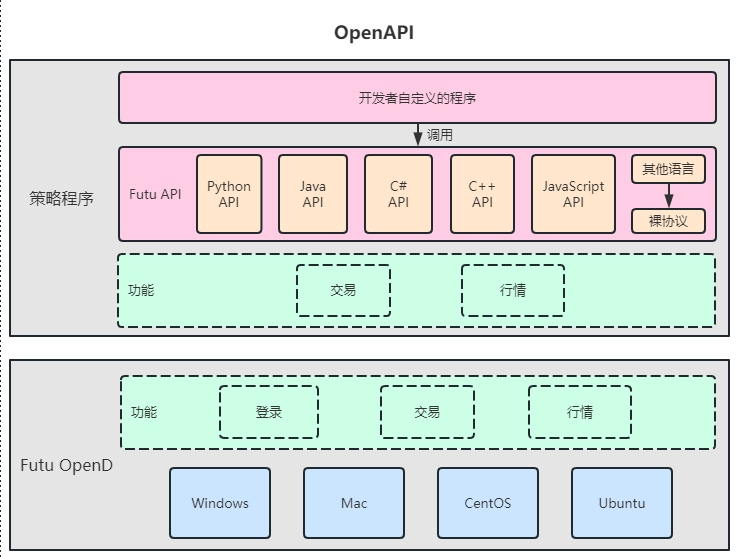 OpenAPI
开发者自定义的程序
调用
策略程序
Futu API
Python
API
Java
API
C#
API
C++
API
JavaScript
API
其他语言
裸协议
功能
交易
行情
Futu OpenD
功能
登录
交易
行情
Windows
Mac
CentOS
Ubuntu